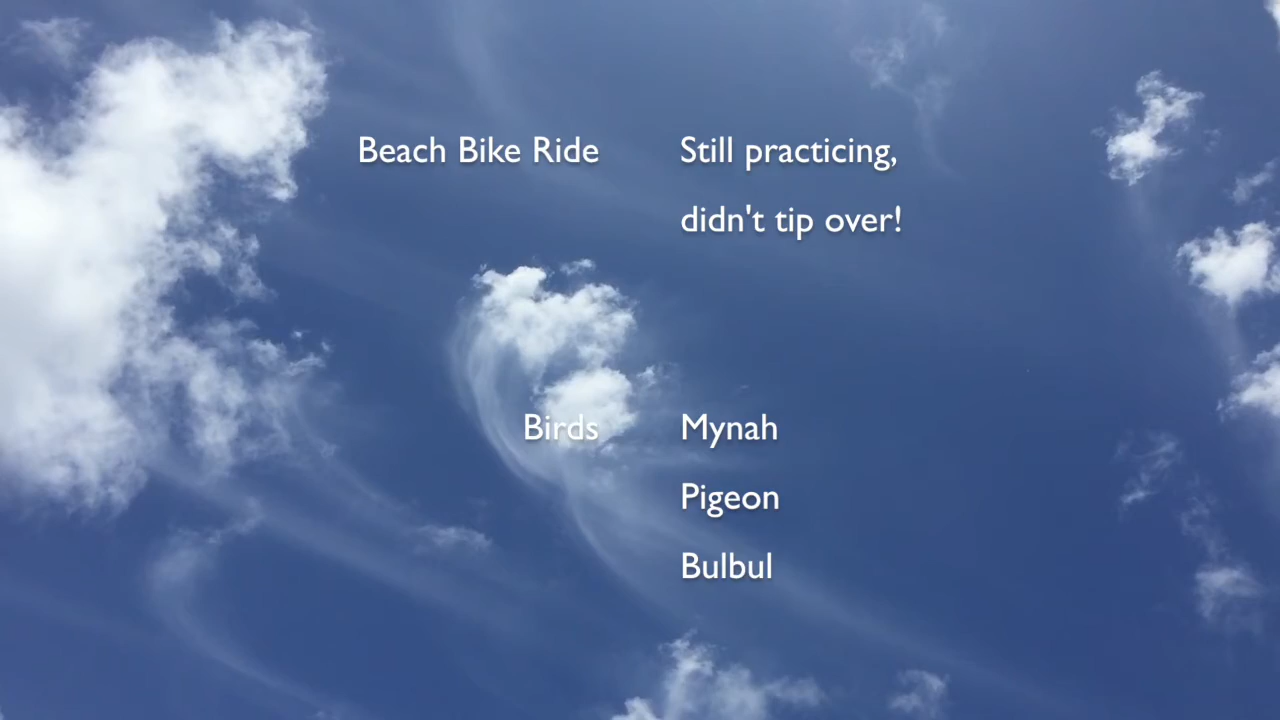 Beach Bike Ride Still practicing,
didn't tip over!
Birds Mynah
Pigeon
Bulbul